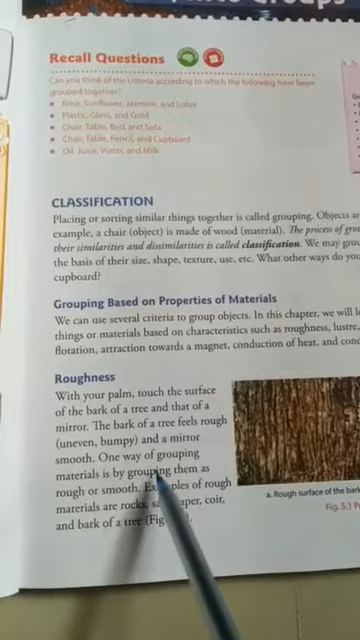 Groups
Recall Questions
Can you think of the criteria according to which the following have been
grouped together?
• Rose, Sunflower, Jasmine, and Lotus
• Plastic, Glass, and Gold
• Chair, Table, Bed, and Sofa
• Chair, Table, Pencil, and Cupboard
• Oil, Juice, Water, and Milk
CLASSIFICATION
Placing or sorting similar things together is called grouping. Objects
example, a chair (object) is made of wood (material). The process of
their similarities and dissimilarities is called classification. We may
the basis of their size, shape, texture, use, etc. What other ways do
cupboard?
Grouping Based on Properties of Materials
We can use several criteria to group objects. In this chapter, we will
things or materials based on characteristics such as roughness, lustre,
flotation, attraction towards a magnet, conduction of heat, and
Roughness
With your palm, touch the surface
of the bark of a tree and that of a
mirror. The bark of a tree feels rough
(uneven, bumpy) and a mirror
smooth. One way of grouping
materials is by grouping them as
rough or smooth. Examples of rough
materials are rocks, coir,
and bark of a tree
a. Rough surface of the bark
Fig. 5.1